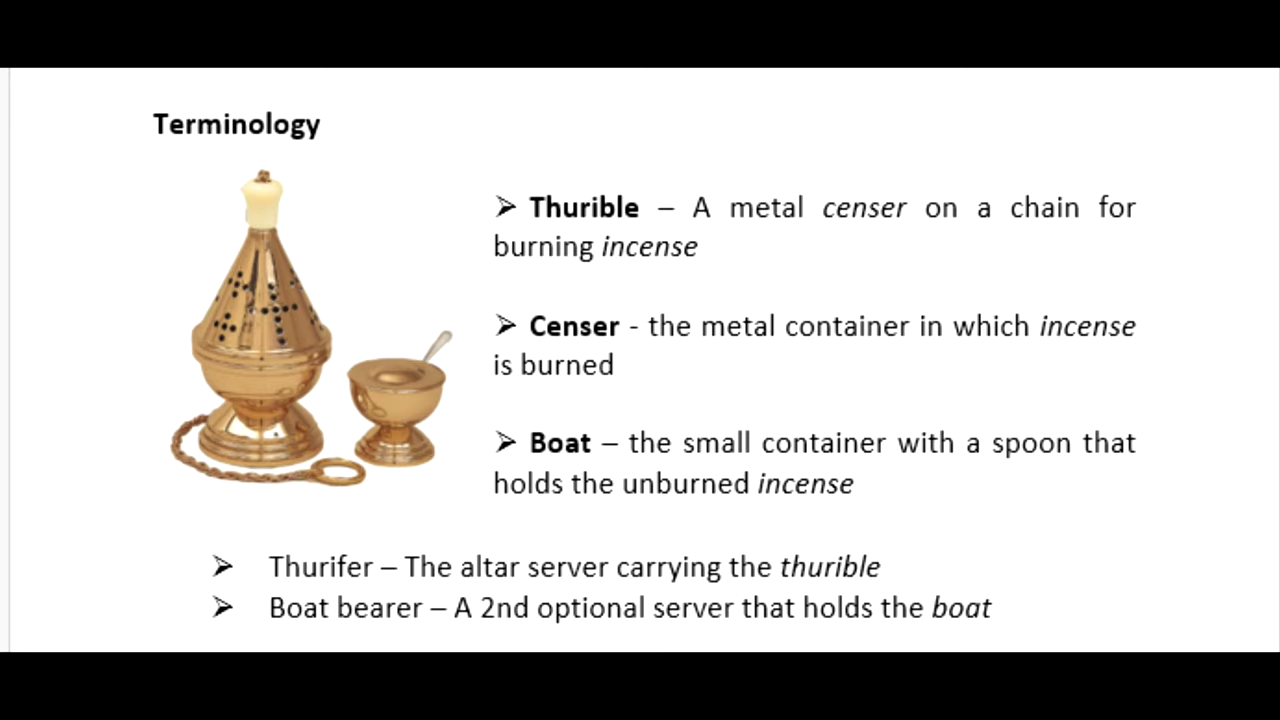 Terminology
➢ Thurible – A metal censer on a chain for
burning incense
➢ Censer - the metal container in which incense
is burned
➢ Boat – the small container with a spoon that
holds the unburned incense
➢ Thurifer – The altar server carrying the thurible
➢ Boat bearer – A 2nd optional server that holds the boat